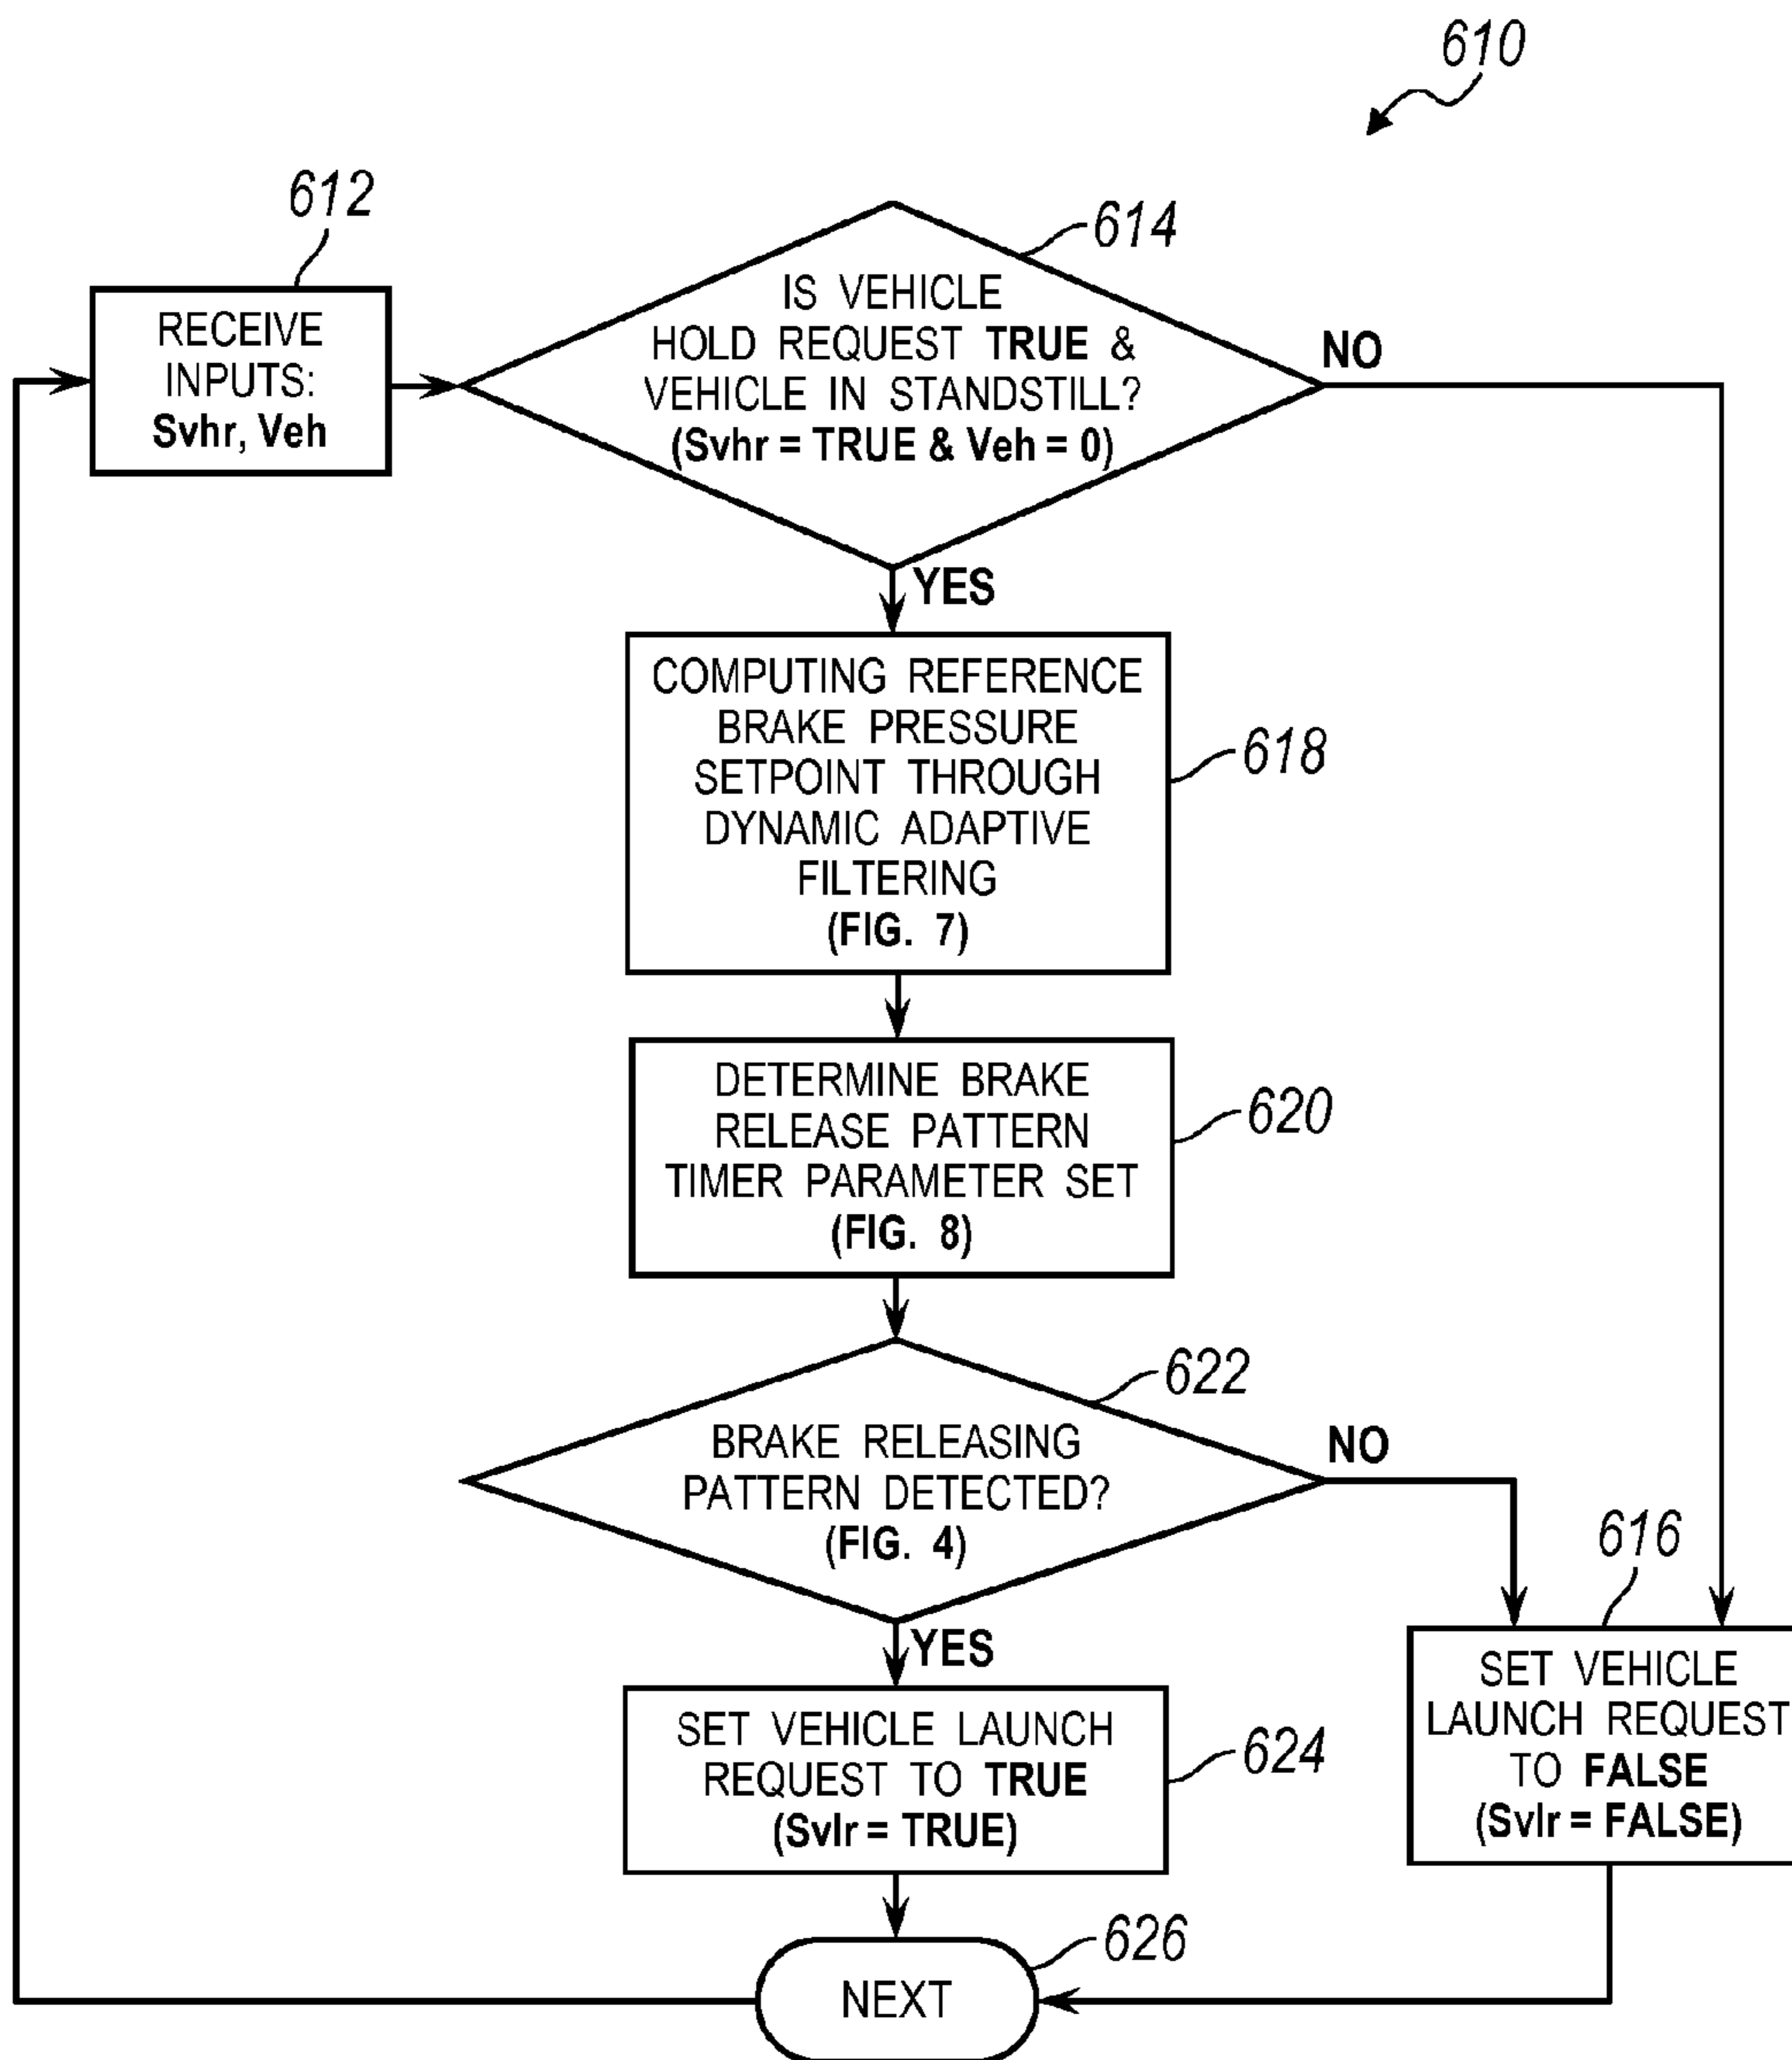 610
612
RECEIVE
INPUTS:
Svhr, Veh
614
IS VEHICLE
HOLD REQUEST TRUE &
VEHICLE IN STANDSTILL?
(Svhr = TRUE & Veh = 0)
NO
YES
COMPUTING REFERENCE
BRAKE PRESSURE
SETPOINT THROUGH
DYNAMIC ADAPTIVE
FILTERING
(FIG. 7)
618
DETERMINE BRAKE
RELEASE PATTERN
TIMER PARAMETER SET
(FIG. 8)
620
622
BRAKE RELEASING
PATTERN DETECTED?
(FIG. 4)
NO
YES
616
SET VEHICLE
LAUNCH REQUEST
TO FALSE
(Svlr = FALSE)
SET VEHICLE LAUNCH
REQUEST TO TRUE
(Svlr = TRUE)
624
626
NEXT